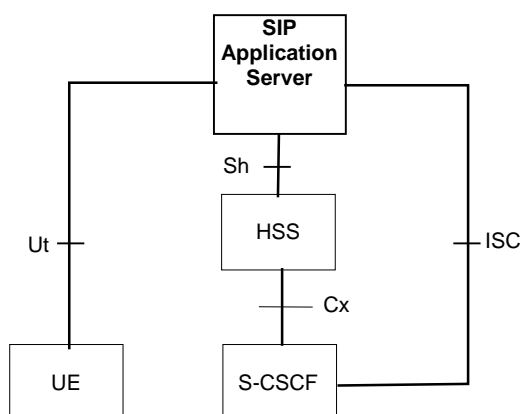 SIP
Application
Server
Sh
HSS
Ut
ISC
Cx
UE
S-CSCF